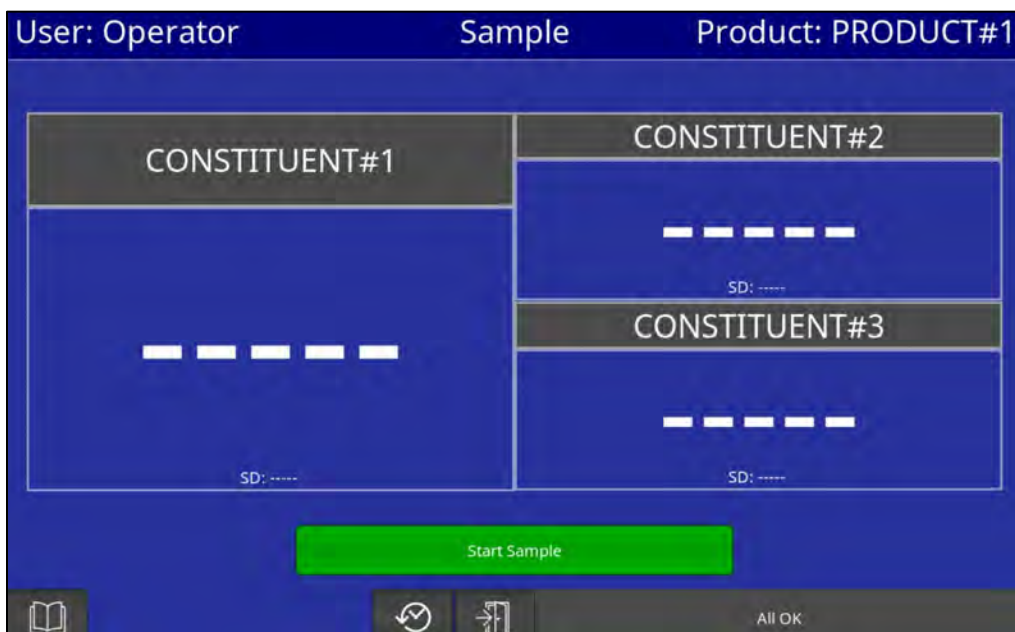 User: Operator Sample Product: PRODUCT#1
CONSTITUENT#1
-----
SD: -----
CONSTITUENT#2
-----
SD: -----
CONSTITUENT#3
-----
SD: -----
Start Sample
All OK